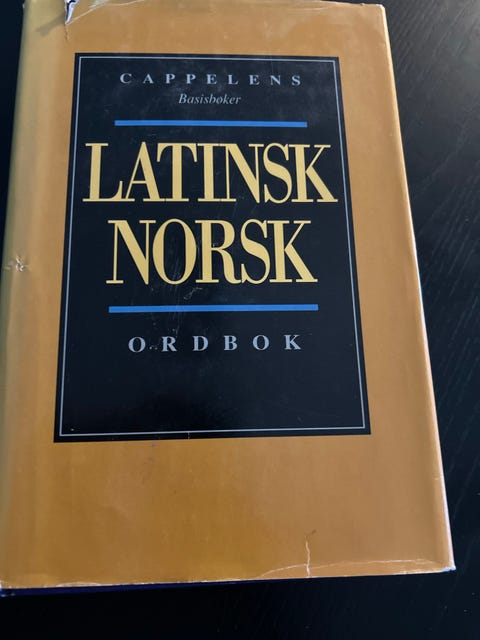 CAPPELENS
Basisbøker
LATINSK
NORSK
ORDBOK